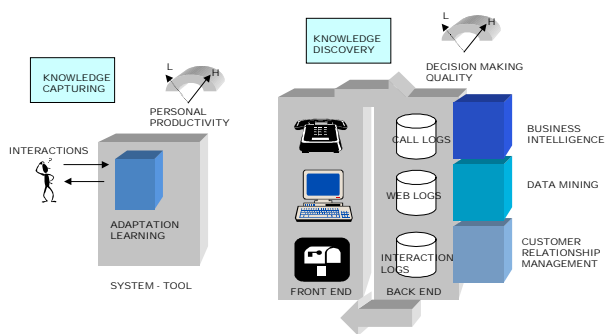 KNOWLEDGE
CAPTURING
L
H
PERSONAL
PRODUCTIVITY
INTERACTIONS
?
ADAPTATION
LEARNING
SYSTEM - TOOL
KNOWLEDGE
DISCOVERY
L
H
DECISION MAKING
QUALITY
CALL LOGS
WEB LOGS
INTERACTION
LOGS
FRONT END
BACK END
BUSINESS
INTELLIGENCE
DATA MINING
CUSTOMER
RELATIONSHIP
MANAGEMENT